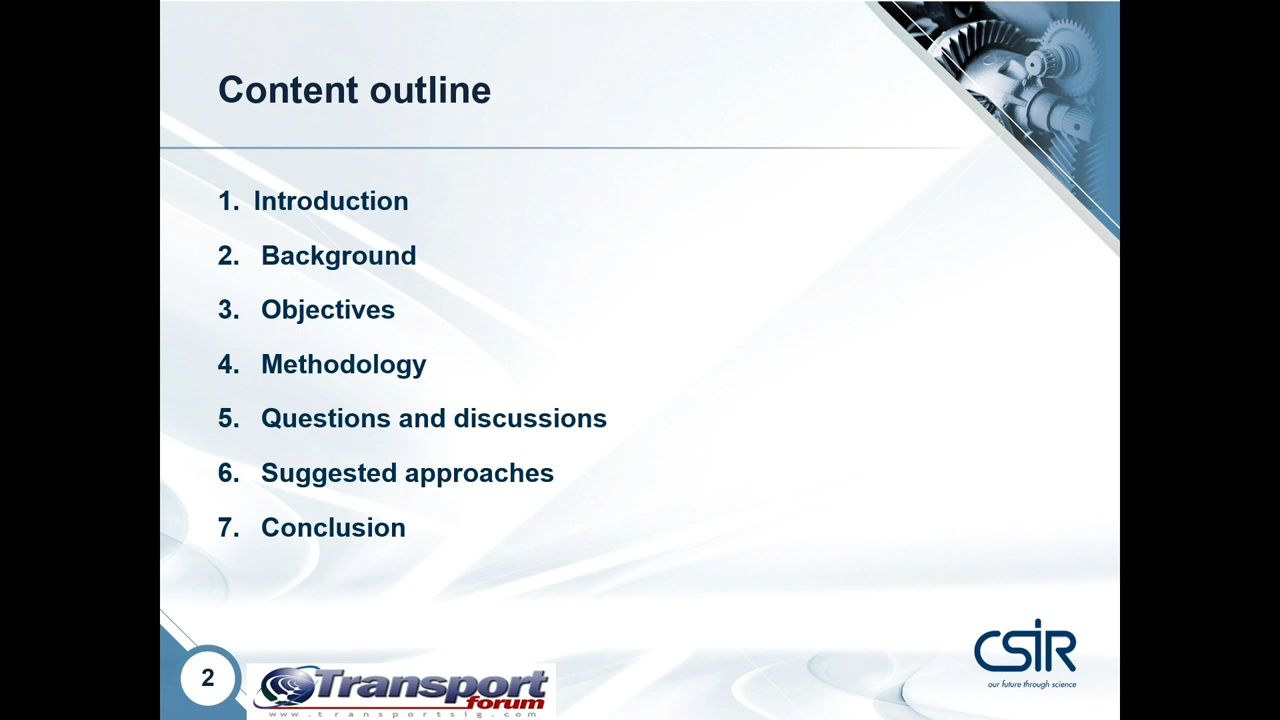 Content outline
1. Introduction
2. Background
3. Objectives
4. Methodology
5. Questions and discussions
6. Suggested approaches
7. Conclusion
2
Transport
forum
www.transportsig.com
CSIR
our future through science